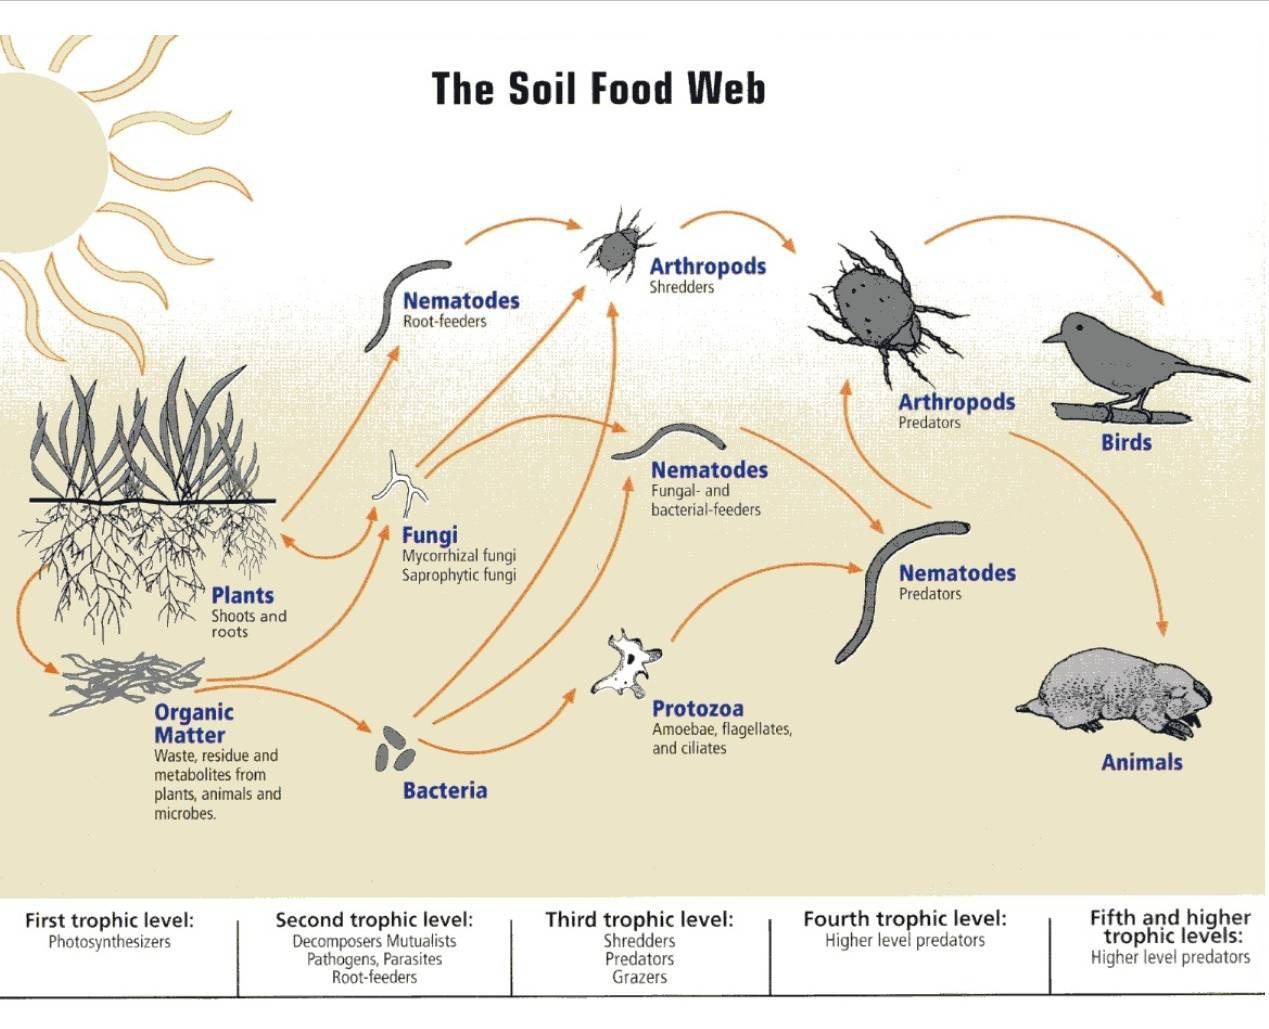 The Soil Food Web
Arthropods
Shredders
Nematodes
Root-feeders
Arthropods
Predators
Birds
Nematodes
Fungal- and
bacterial-feeders
Fungi
Mycorrhizal fungi
Saprophytic fungi
Nematodes
Predators
Plants
Shoots and
roots
Organic
Matter
Waste, residue and
metabolites from
plants, animals and
microbes.
Protozoa
Amoebae, flagellates,
and ciliates
Animals
Bacteria
First trophic level:
Photosynthesizers
Second trophic level:
Decomposers Mutualists
Pathogens, Parasites
Root-feeders
Third trophic level:
Shredders
Predators
Grazers
Fourth trophic level:
Higher level predators
Fifth and higher
trophic levels:
Higher level predators